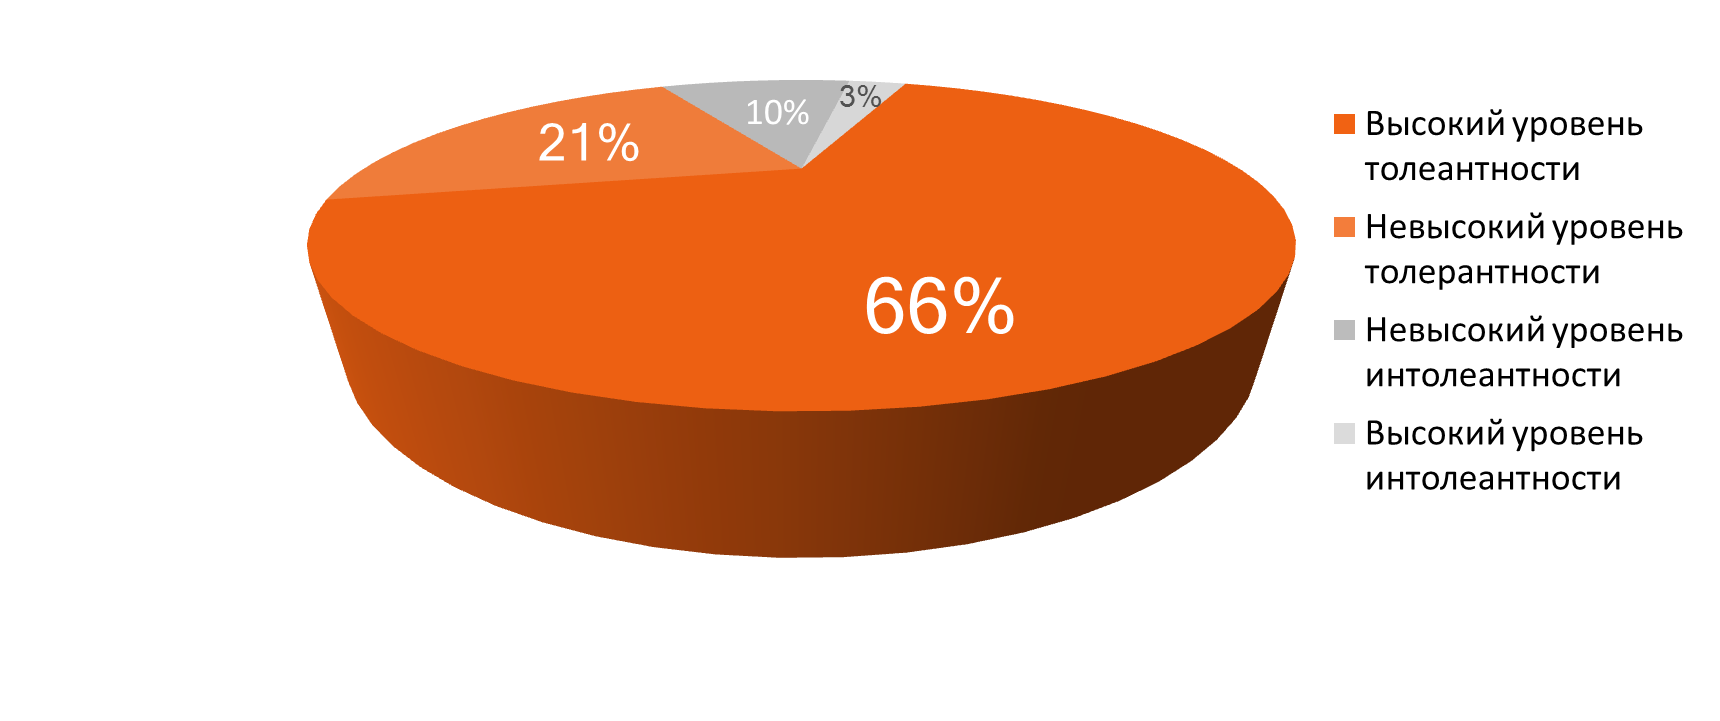 10%
3%
21%
66%
Высокий уровень
толеантности
Невысокий уровень
толерантности
Невысокий уровень
интолеантности
Высокий уровень
интолеантности